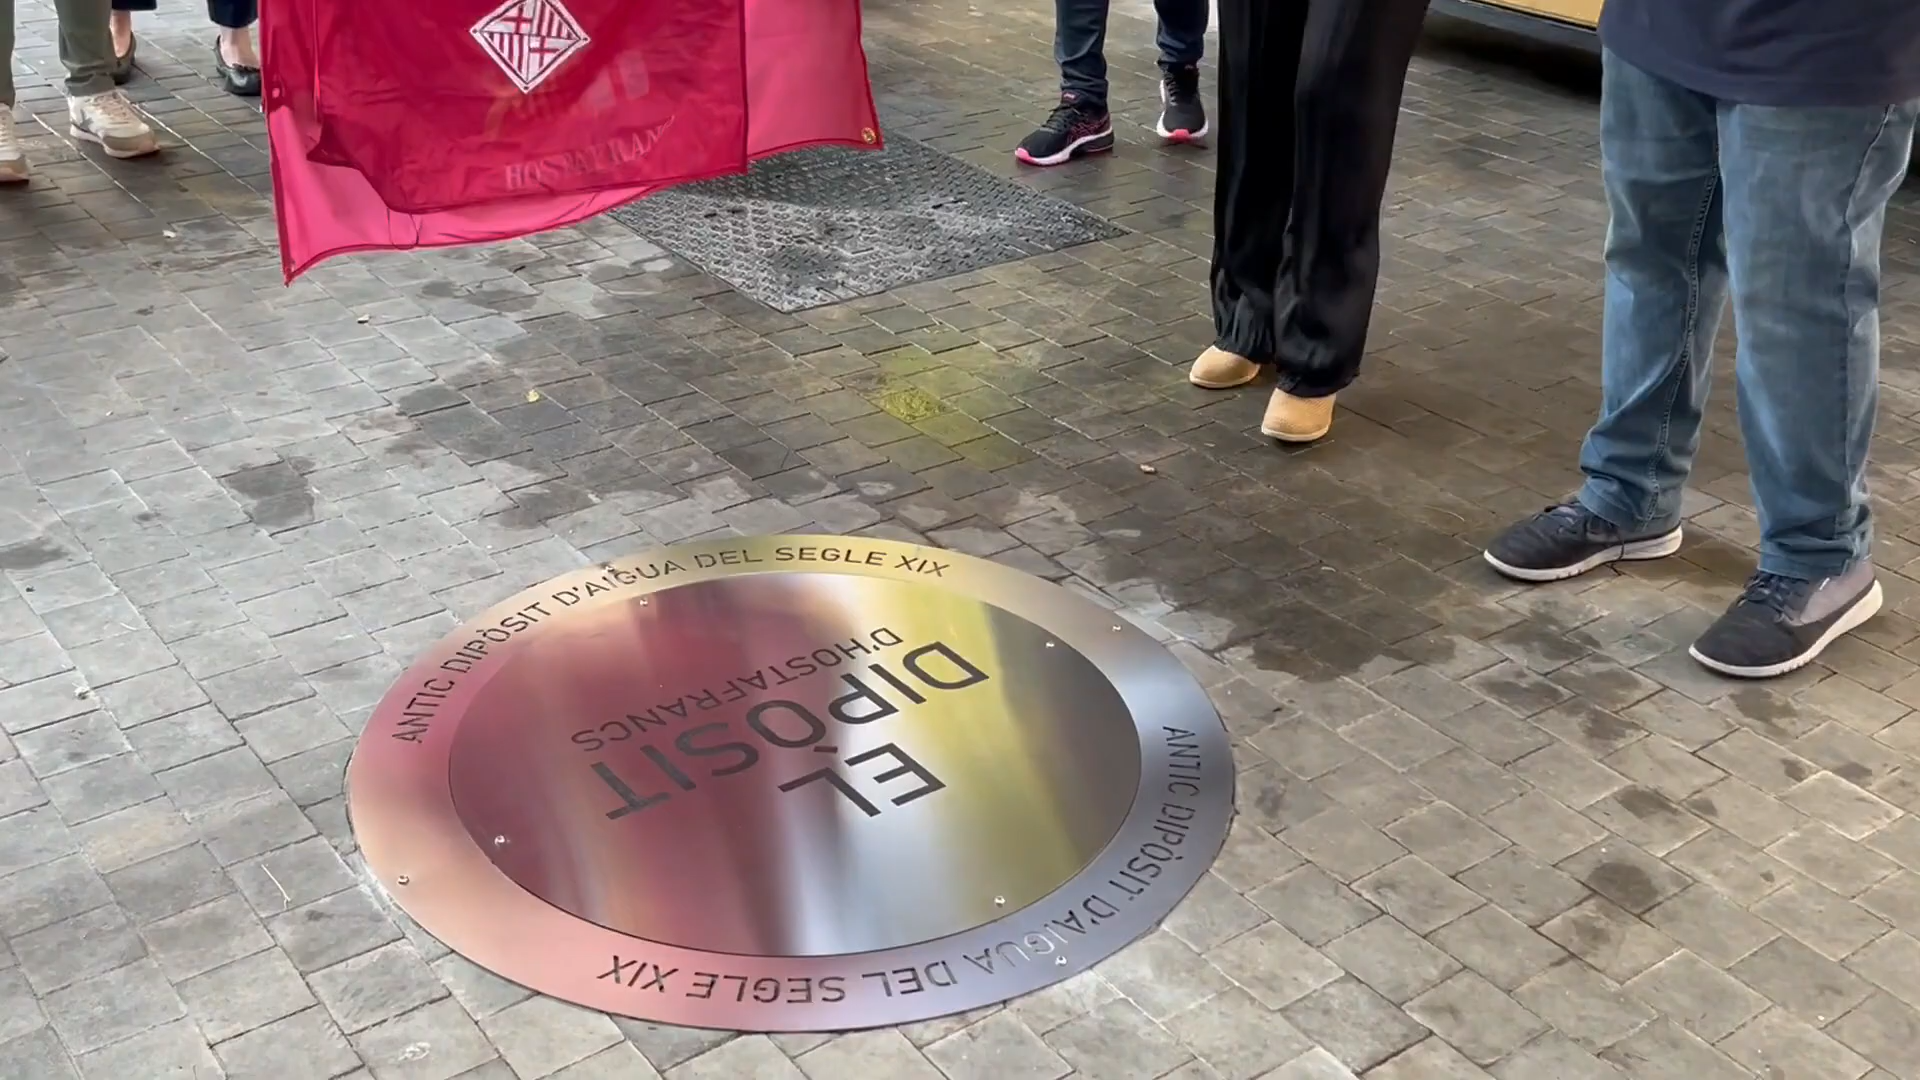 HOSTAFRANCS
ANTIC DIPÒSIT D'AIGUA DEL SEGLE XIX
EL
DIPÒSIT
D'HOSTAFRANCS
ANTIC DIPÒSIT D'AIGUA DEL SEGLE XIX